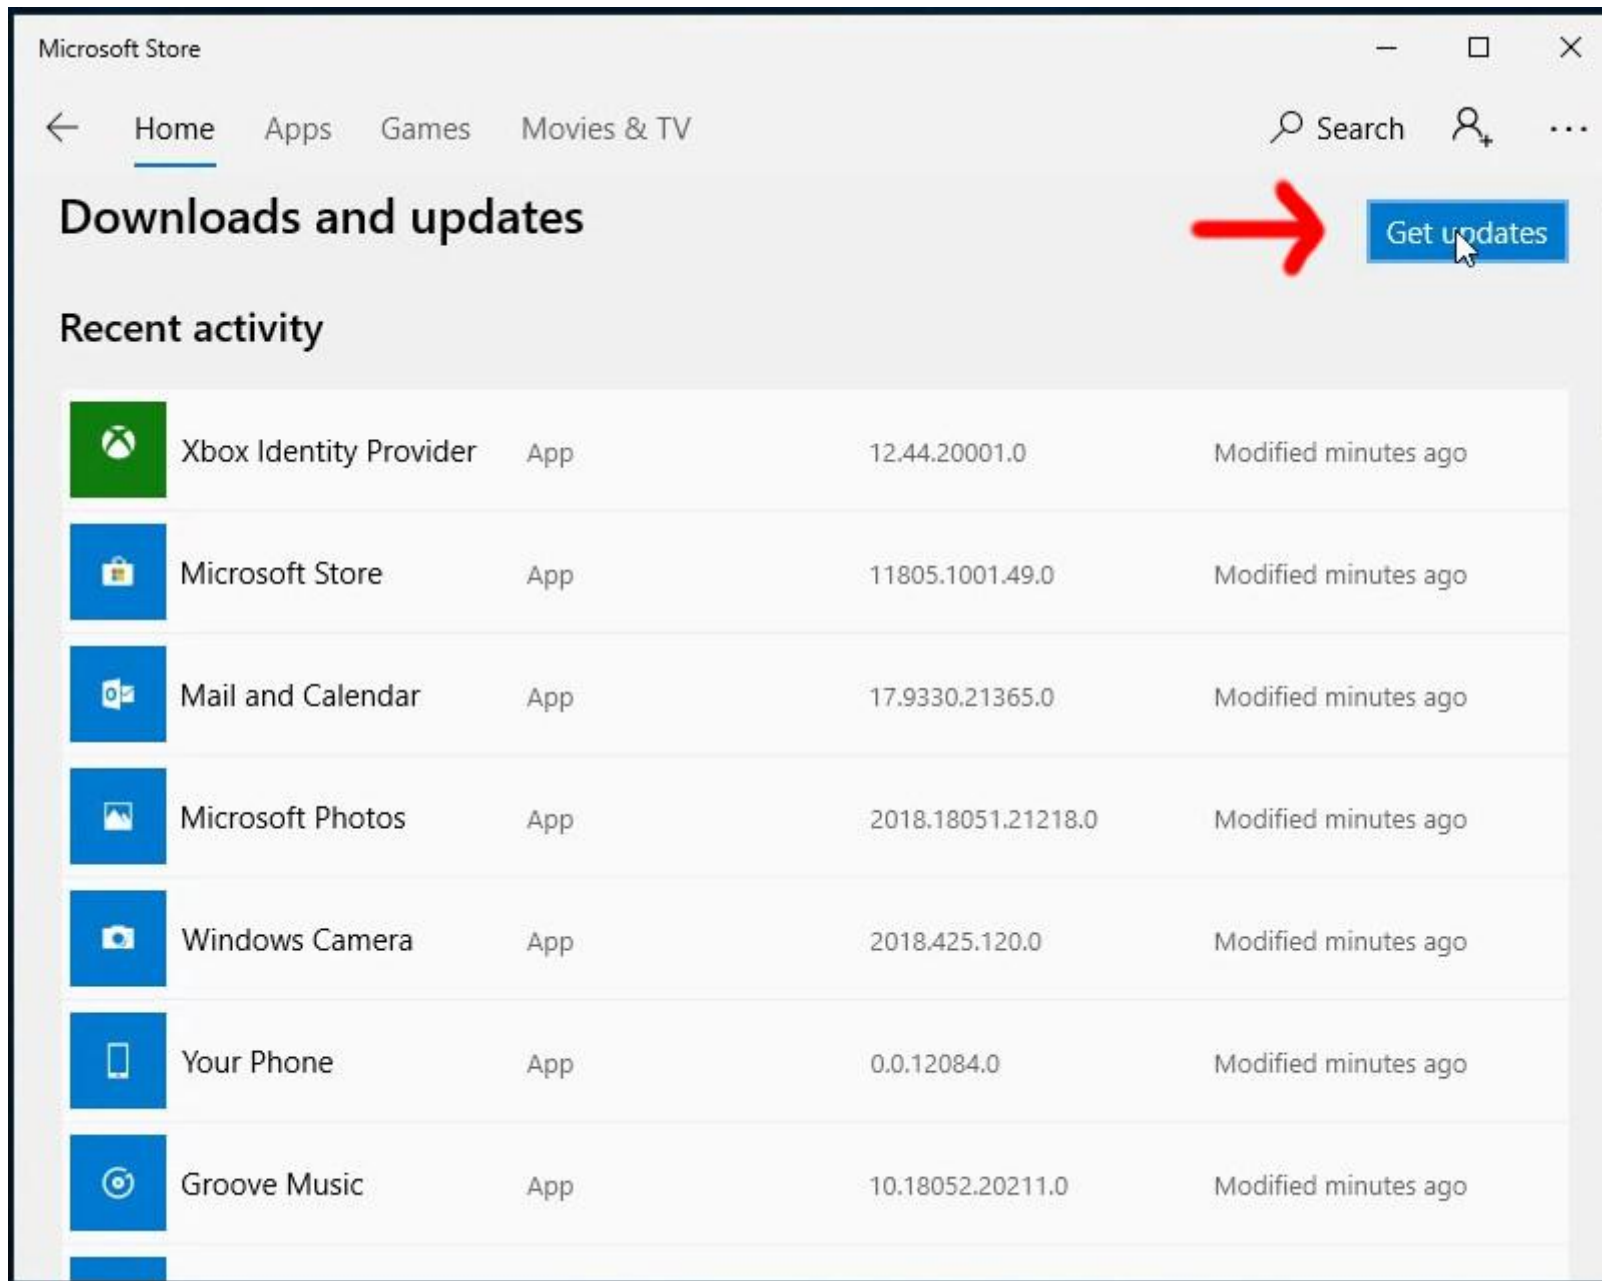 Microsoft Store
Home Apps Games Movies & TV Search
Downloads and updates Get updates
Recent activity
Xbox Identity Provider App 12.44.20001.0 Modified minutes ago
Microsoft Store App 11805.1001.49.0 Modified minutes ago
Mail and Calendar App 17.9330.21365.0 Modified minutes ago
Microsoft Photos App 2018.18051.21218.0 Modified minutes ago
Windows Camera App 2018.425.120.0 Modified minutes ago
Your Phone App 0.0.12084.0 Modified minutes ago
Groove Music App 10.18052.20211.0 Modified minutes ago